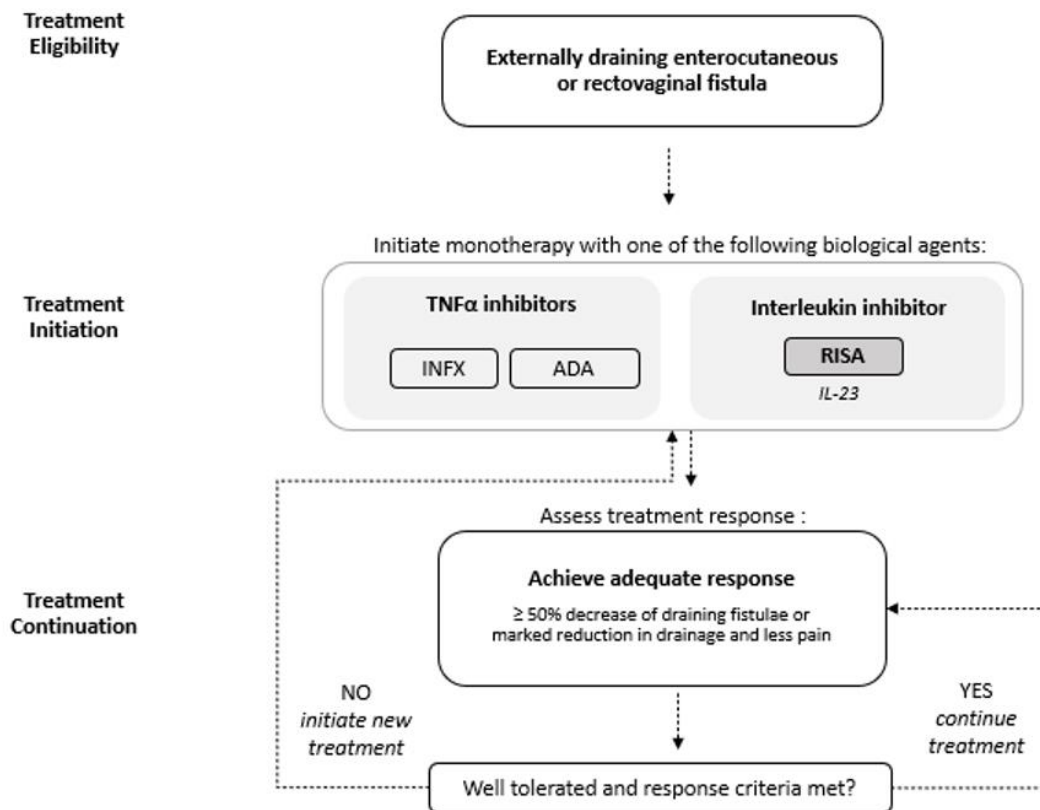 Treatment
Eligibility
Externally draining enterocutaneous
or rectovaginal fistula
Initiate monotherapy with one of the following biological agents:
Treatment
Initiation
TNFα inhibitors
INFX
ADA
Interleukin inhibitor
RISA
IL-23
Assess treatment response :
Treatment
Continuation
Achieve adequate response
≥ 50% decrease of draining fistulae or
marked reduction in drainage and less pain
NO
initiate new
treatment
YES
continue
treatment
Well tolerated and response criteria met?